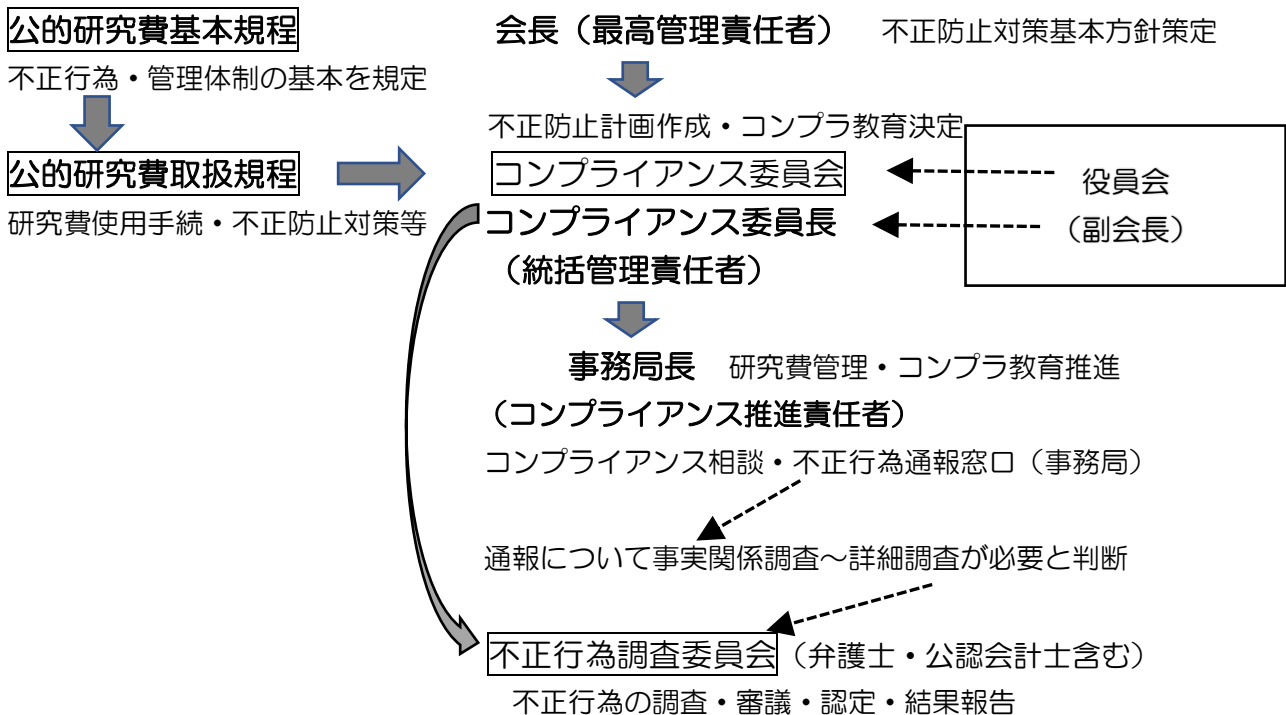 公的研究費基本規程
不正行為・管理体制の基本を規定
公的研究費取扱規程
研究費使用手続・不正防止対策等
会長（最高管理責任者） 不正防止対策基本方針策定
不正防止計画作成・コンプラ教育決定
コンプライアンス委員会
コンプライアンス委員長
（統括管理責任者）
役員会
（副会長）
事務局長 研究費管理・コンプラ教育推進
（コンプライアンス推進責任者）
コンプライアンス相談・不正行為通報窓口（事務局）
通報について事実関係調査～詳細調査が必要と判断
不正行為調査委員会（弁護士・公認会計士含む）
不正行為の調査・審議・認定・結果報告